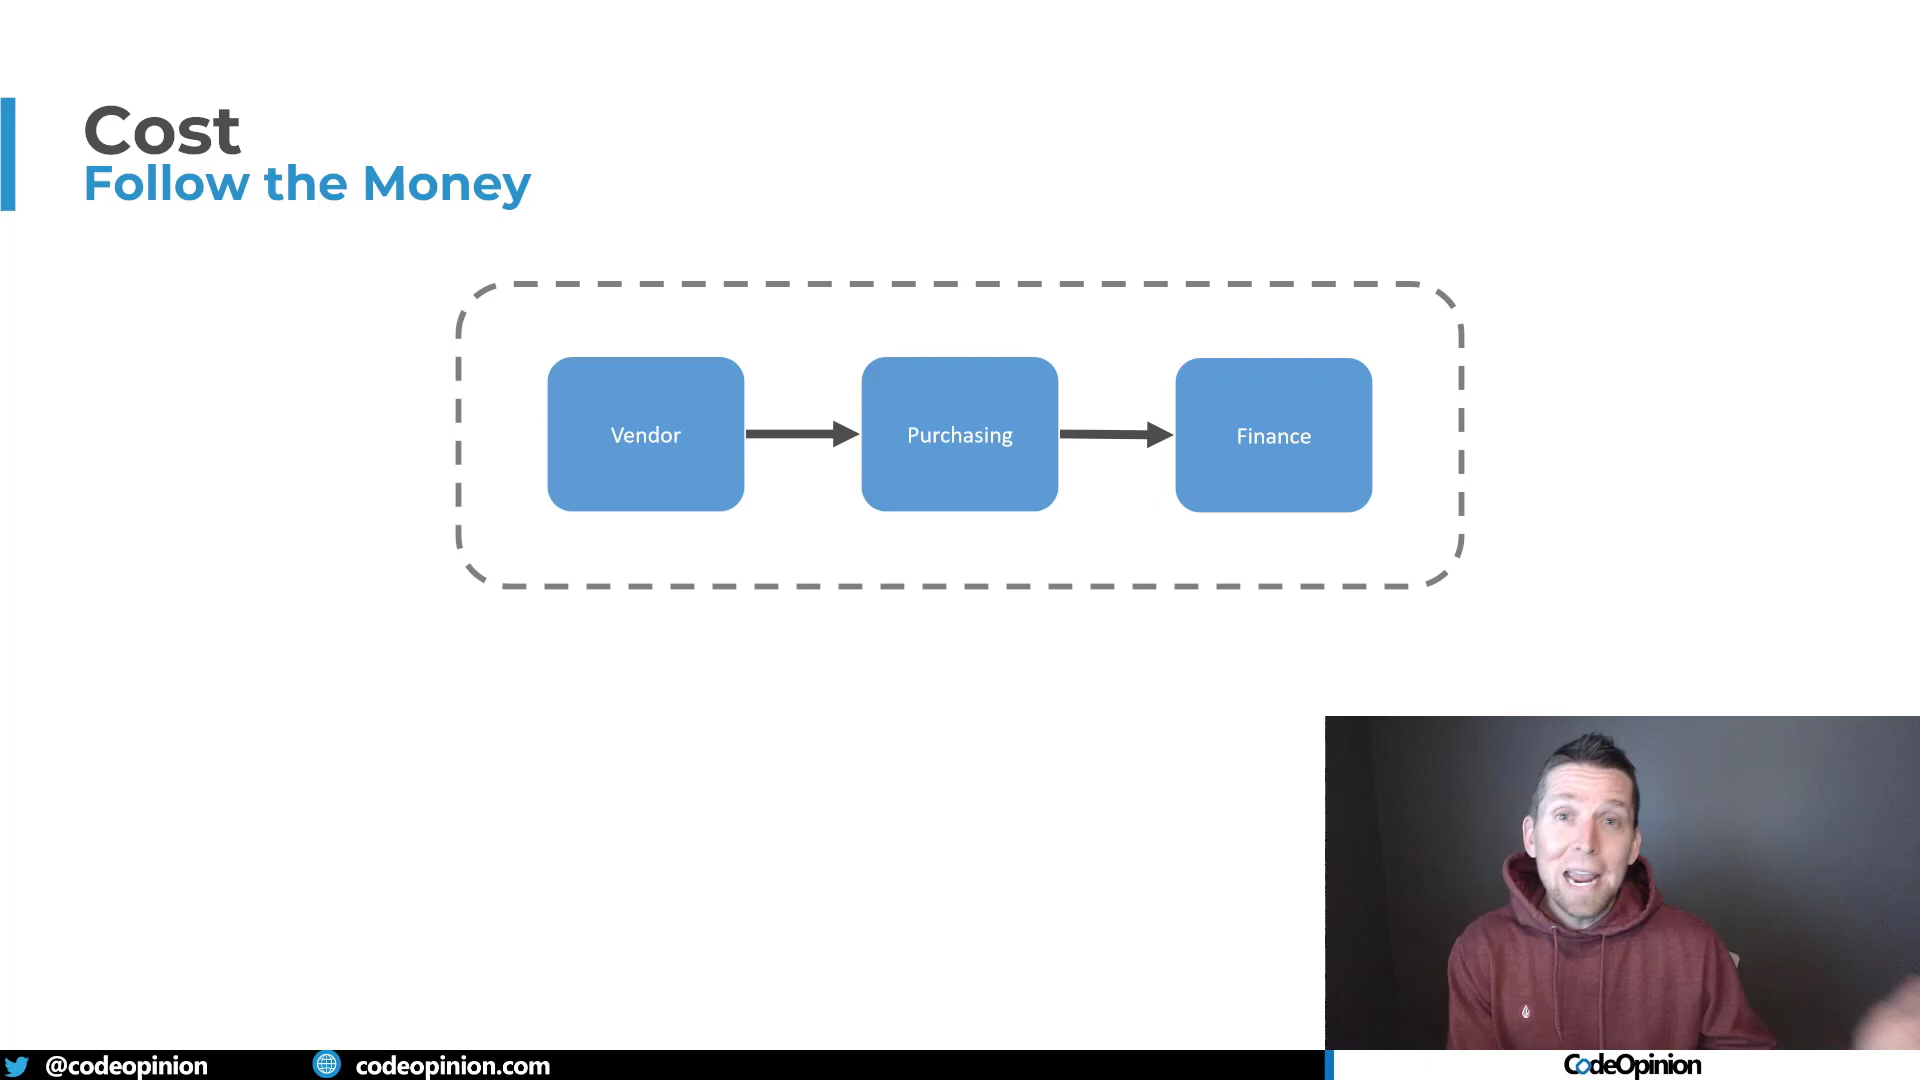 Cost
Follow the Money
Vendor
Purchasing
Finance
@codeopinion
codeopinion.com
CodeOpinion